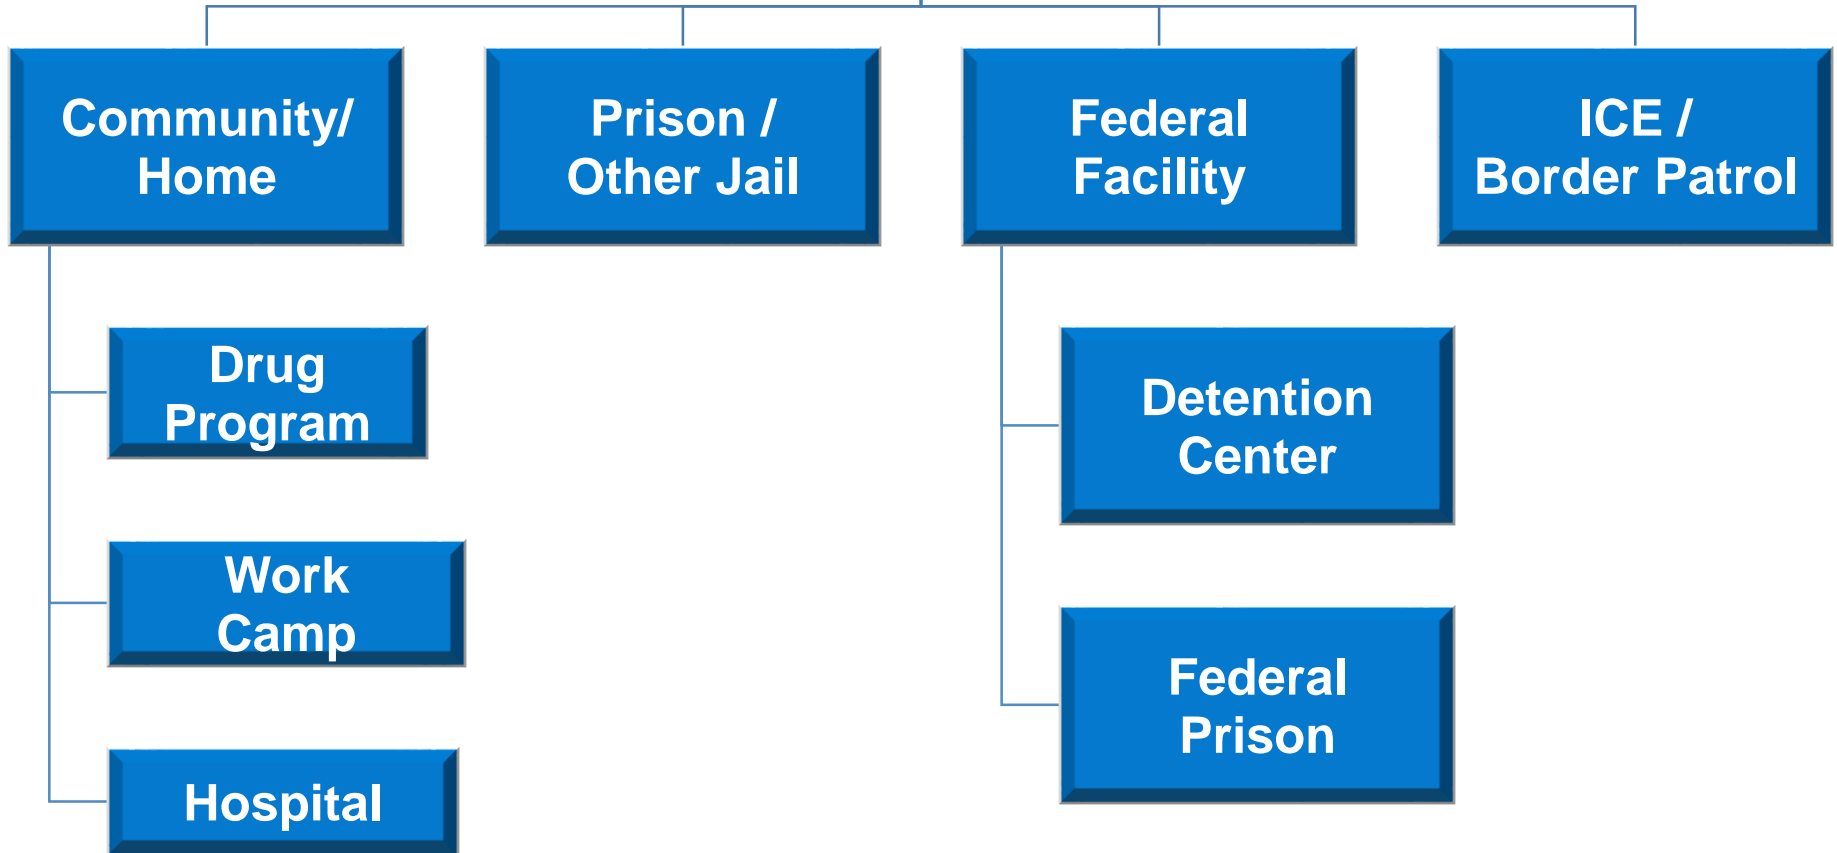 Community/
Home
Prison /
Other Jail
Federal
Facility
ICE /
Border Patrol
Drug
Program
Work
Camp
Hospital
Detention
Center
Federal
Prison